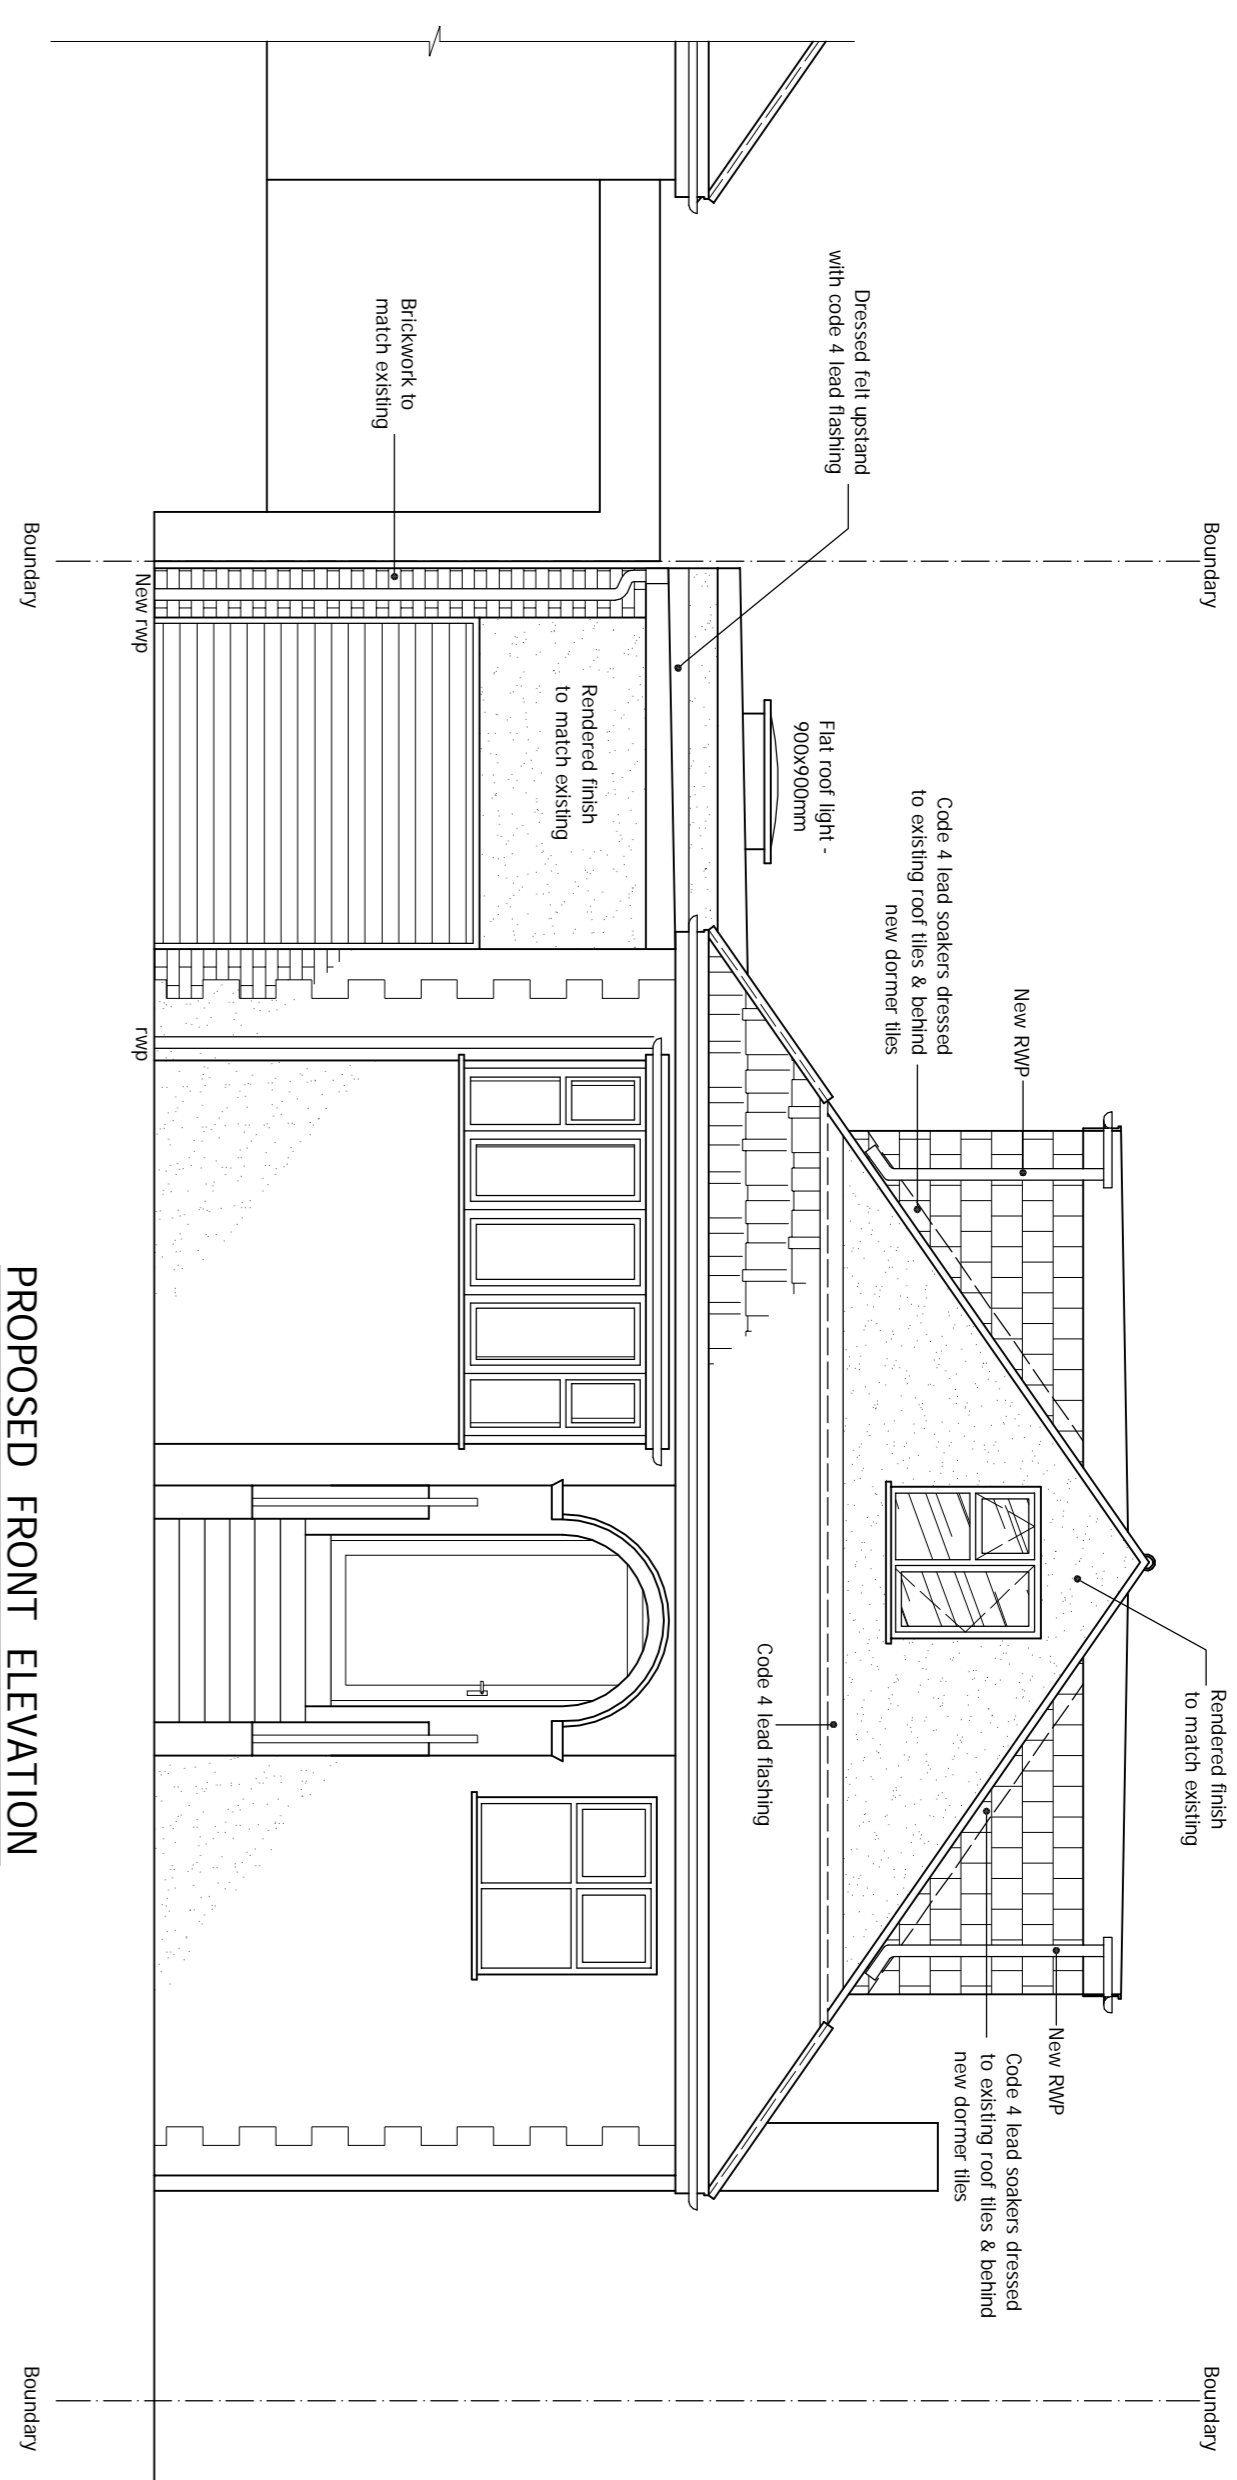 Boundary
Boundary
Rendered finish
to match existing
New RWP
New RWP
Code 4 lead soakers dressed
to existing roof tiles & behind
new dormer tiles
Code 4 lead soakers dressed
to existing roof tiles & behind
new dormer tiles
Dressed felt upstand
with code 4 lead flashing
Flat roof light -
900x900mm
Code 4 lead flashing
Rendered finish
to match existing
Brickwork to
match existing
New rwp
rwp
Boundary
Boundary
PROPOSED FRONT ELEVATION